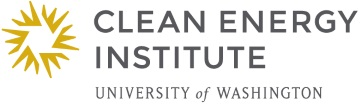 CLEAN ENERGY
INSTITUTE
UNIVERSITY of WASHINGTON